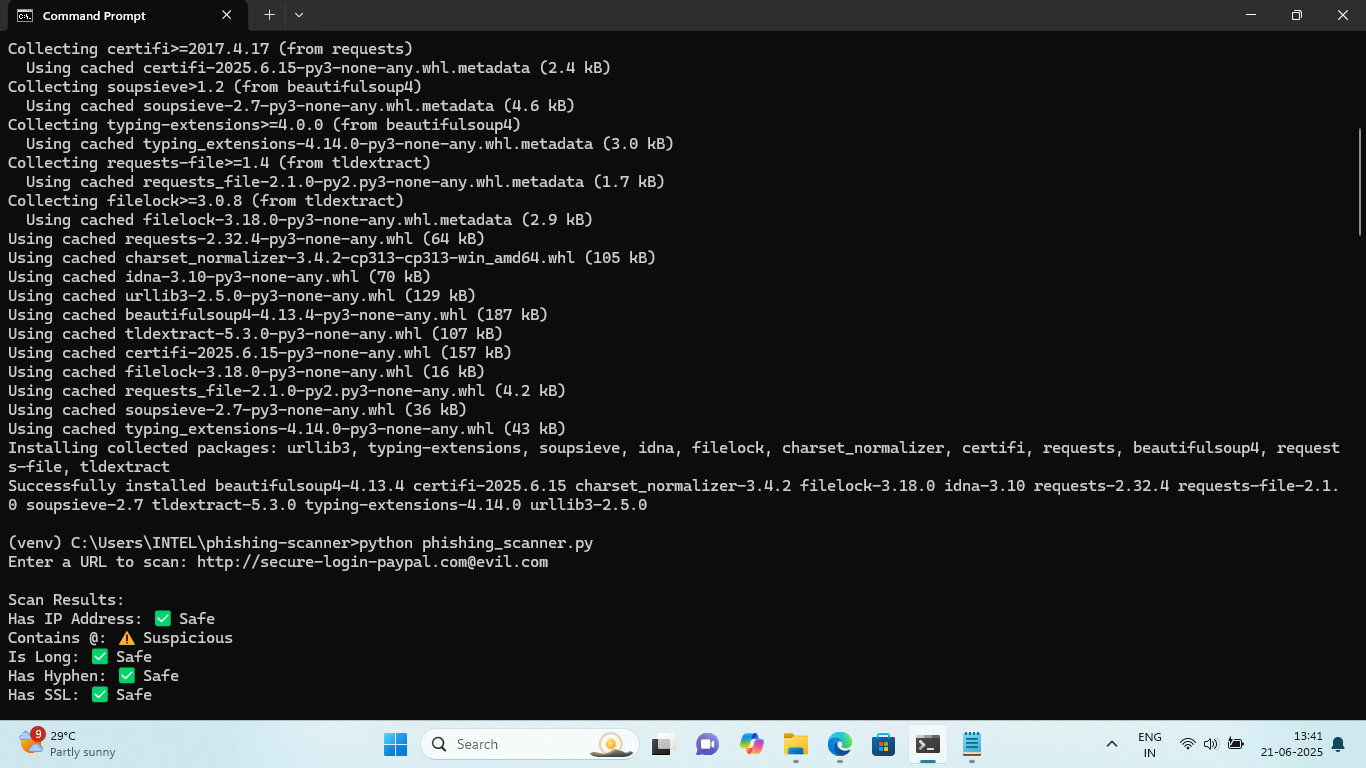 Command Prompt
Collecting certifi>=2017.4.17 (from requests)
  Using cached certifi-2025.6.15-py3-none-any.whl.metadata (2.4 kB)
Collecting soupsieve>1.2 (from beautifulsoup4)
  Using cached soupsieve-2.7-py3-none-any.whl.metadata (4.6 kB)
Collecting typing-extensions>=4.0.0 (from beautifulsoup4)
  Using cached typing_extensions-4.14.0-py3-none-any.whl.metadata (3.0 kB)
Collecting requests-file>=1.4 (from tldextract)
  Using cached requests_file-2.1.0-py2.py3-none-any.whl.metadata (1.7 kB)
Collecting filelock>=3.0.8 (from tldextract)
  Using cached filelock-3.18.0-py3-none-any.whl.metadata (2.9 kB)
Using cached requests-2.32.4-py3-none-any.whl (64 kB)
Using cached charset_normalizer-3.4.2-cp313-cp313-win_amd64.whl (105 kB)
Using cached idna-3.10-py3-none-any.whl (70 kB)
Using cached urllib3-2.5.0-py3-none-any.whl (129 kB)
Using cached beautifulsoup4-4.13.4-py3-none-any.whl (187 kB)
Using cached tldextract-5.3.0-py3-none-any.whl (107 kB)
Using cached certifi-2025.6.15-py3-none-any.whl (157 kB)
Using cached filelock-3.18.0-py3-none-any.whl (16 kB)
Using cached requests_file-2.1.0-py2.py3-none-any.whl (4.2 kB)
Using cached soupsieve-2.7-py3-none-any.whl (36 kB)
Using cached typing_extensions-4.14.0-py3-none-any.whl (43 kB)
Installing collected packages: urllib3, typing-extensions, soupsieve, idna, filelock, charset_normalizer, certifi, requests, beautifulsoup4, request
s-file, tldextract
Successfully installed beautifulsoup4-4.13.4 certifi-2025.6.15 charset_normalizer-3.4.2 filelock-3.18.0 idna-3.10 requests-2.32.4 requests-file-2.1.
0 soupsieve-2.7 tldextract-5.3.0 typing-extensions-4.14.0 urllib3-2.5.0
(venv) C:\Users\INTEL\phishing-scanner>python phishing_scanner.py
Enter a URL to scan: http://secure-login-paypal.com@evil.com
Scan Results:
Has IP Address: ✅ Safe
Contains @: ⚠️ Suspicious
Is Long: ✅ Safe
Has Hyphen: ✅ Safe
Has SSL: ✅ Safe
9
29°C
Partly sunny
Search
ENG
IN
13:41
21-06-2025